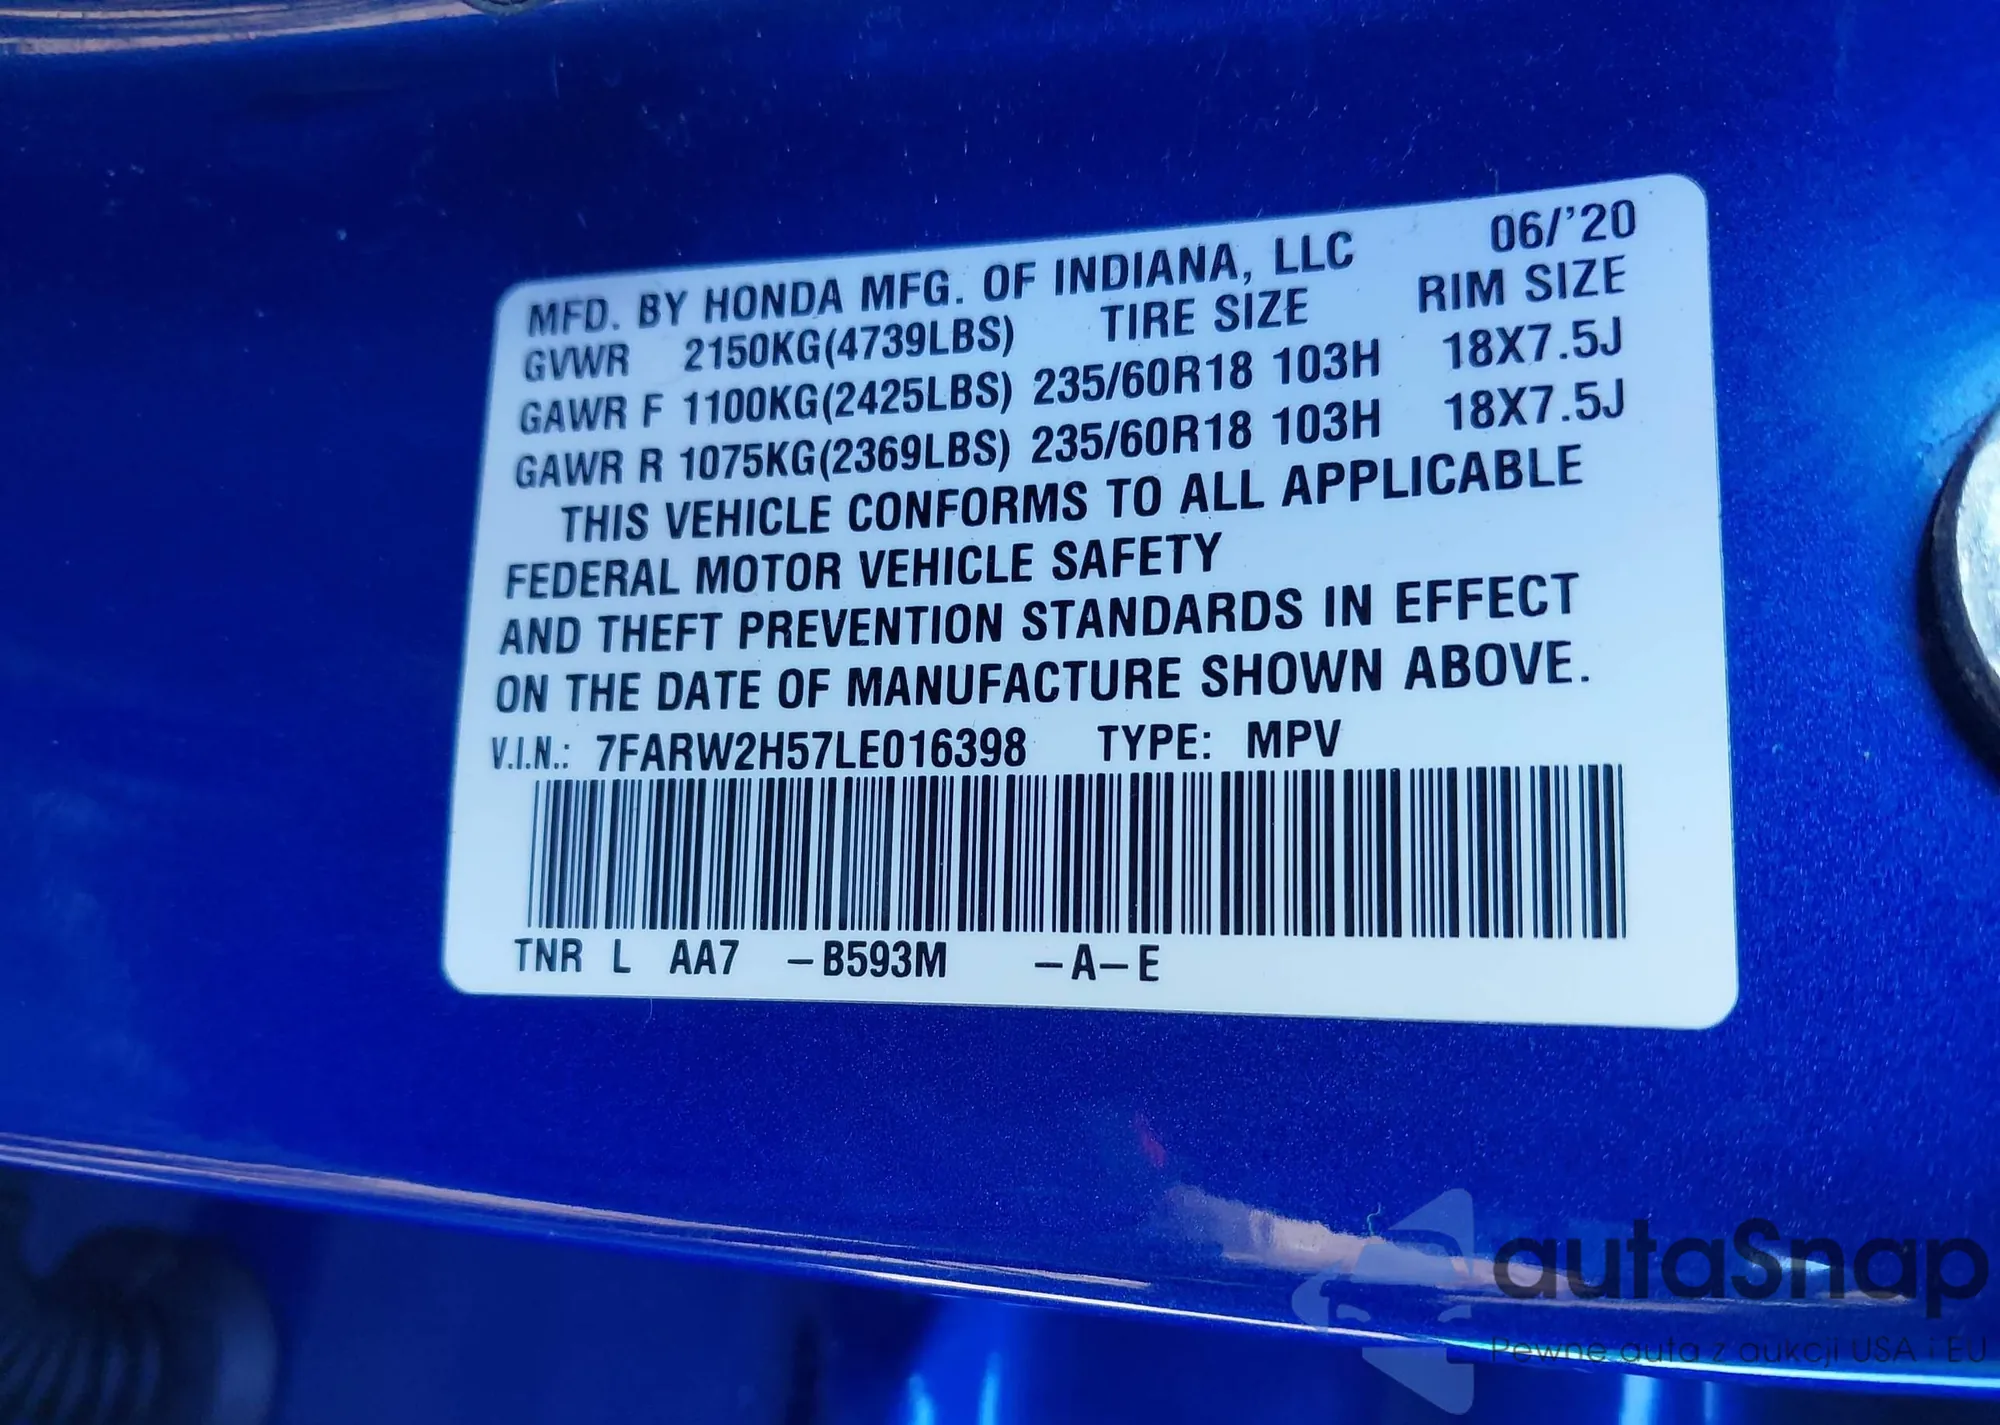 MFD. BY HONDA MFG. OF INDIANA, LLC 06/'20
GVWR 2150KG(4739LBS) TIRE SIZE RIM SIZE
GAWR F 1100KG(2425LBS) 235/60R18 103H 18X7.5J
GAWR R 1075KG(2369LBS) 235/60R18 103H 18X7.5J
THIS VEHICLE CONFORMS TO ALL APPLICABLE
FEDERAL MOTOR VEHICLE SAFETY
AND THEFT PREVENTION STANDARDS IN EFFECT
ON THE DATE OF MANUFACTURE SHOWN ABOVE.
V.I.N.: 7FARW2H57LE016398 TYPE: MPV
TNR L AA7 –B593M –A–E
autaSnap
Pewne auta z aukcji USA i EU